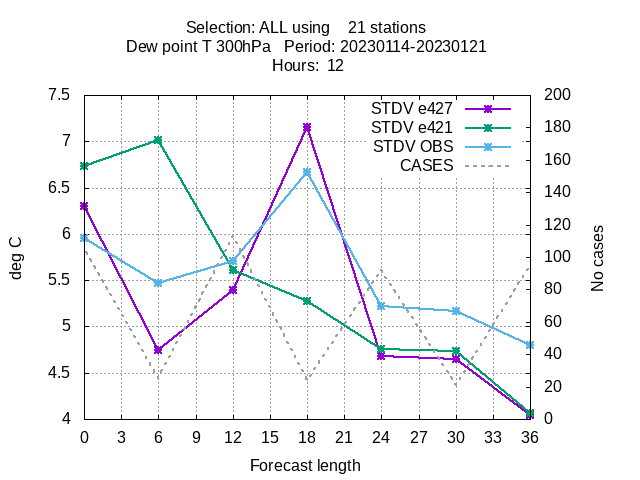 Selection: ALL using 21 stations
Dew point T 300hPa Period: 20230114-20230121
Hours: 12
7.5
7
6.5
6
5.5
5
4.5
4
200
180
160
140
120
100
80
60
40
20
0
STDV e427
STDV e421
STDV OBS
CASES
deg C
No cases
0 3 6 9 12 15 18 21 24 27 30 33 36
Forecast length